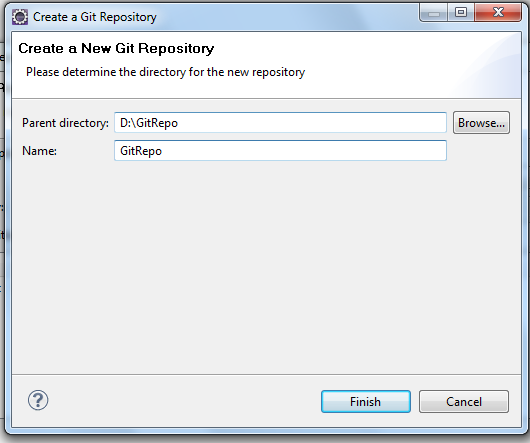 Create a Git Repository
Create a New Git Repository
Please determine the directory for the new repository
Parent directory: D:\GitRepo Browse...
Name: GitRepo
? Finish Cancel